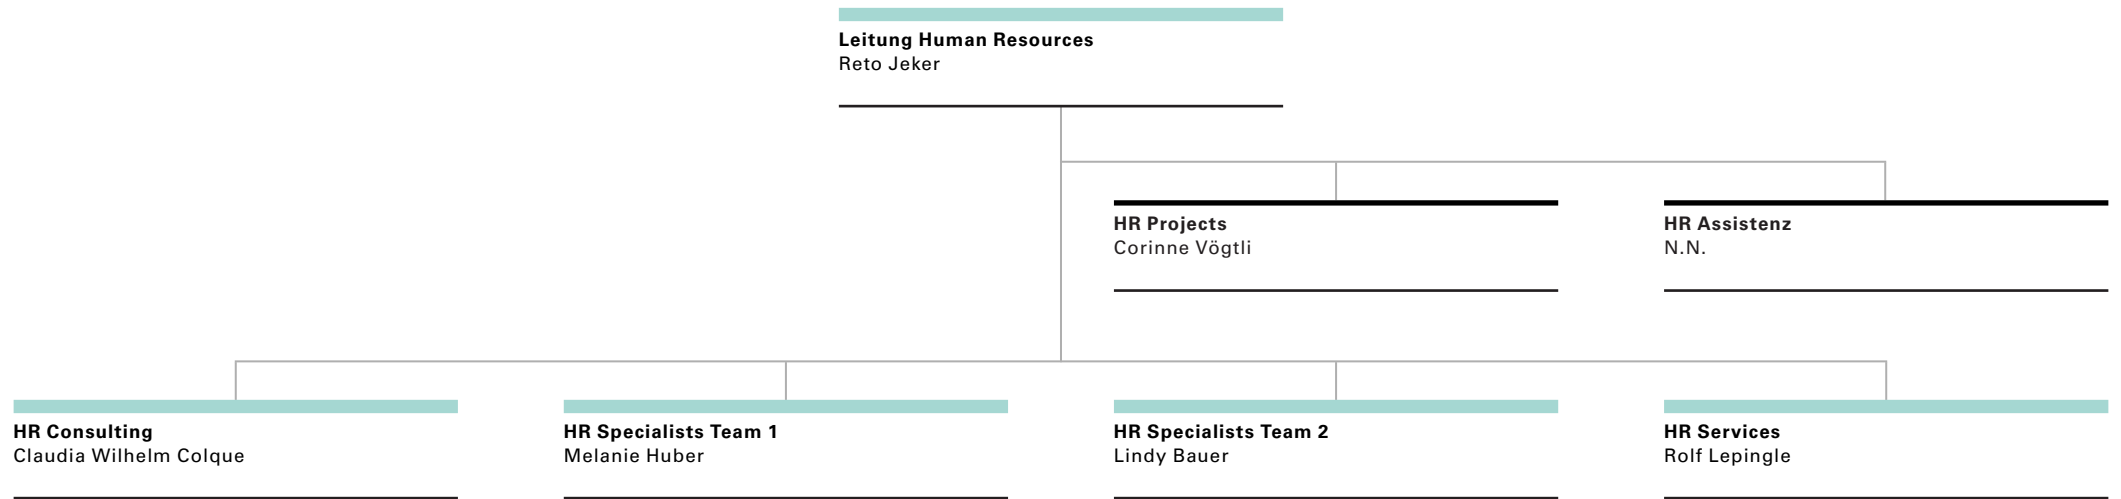 Leitung Human Resources
Reto Jeker
HR Projects
Corinne Vögtli
HR Assistenz
N.N.
HR Consulting
Claudia Wilhelm Colque
HR Specialists Team 1
Melanie Huber
HR Specialists Team 2
Lindy Bauer
HR Services
Rolf Lepingle